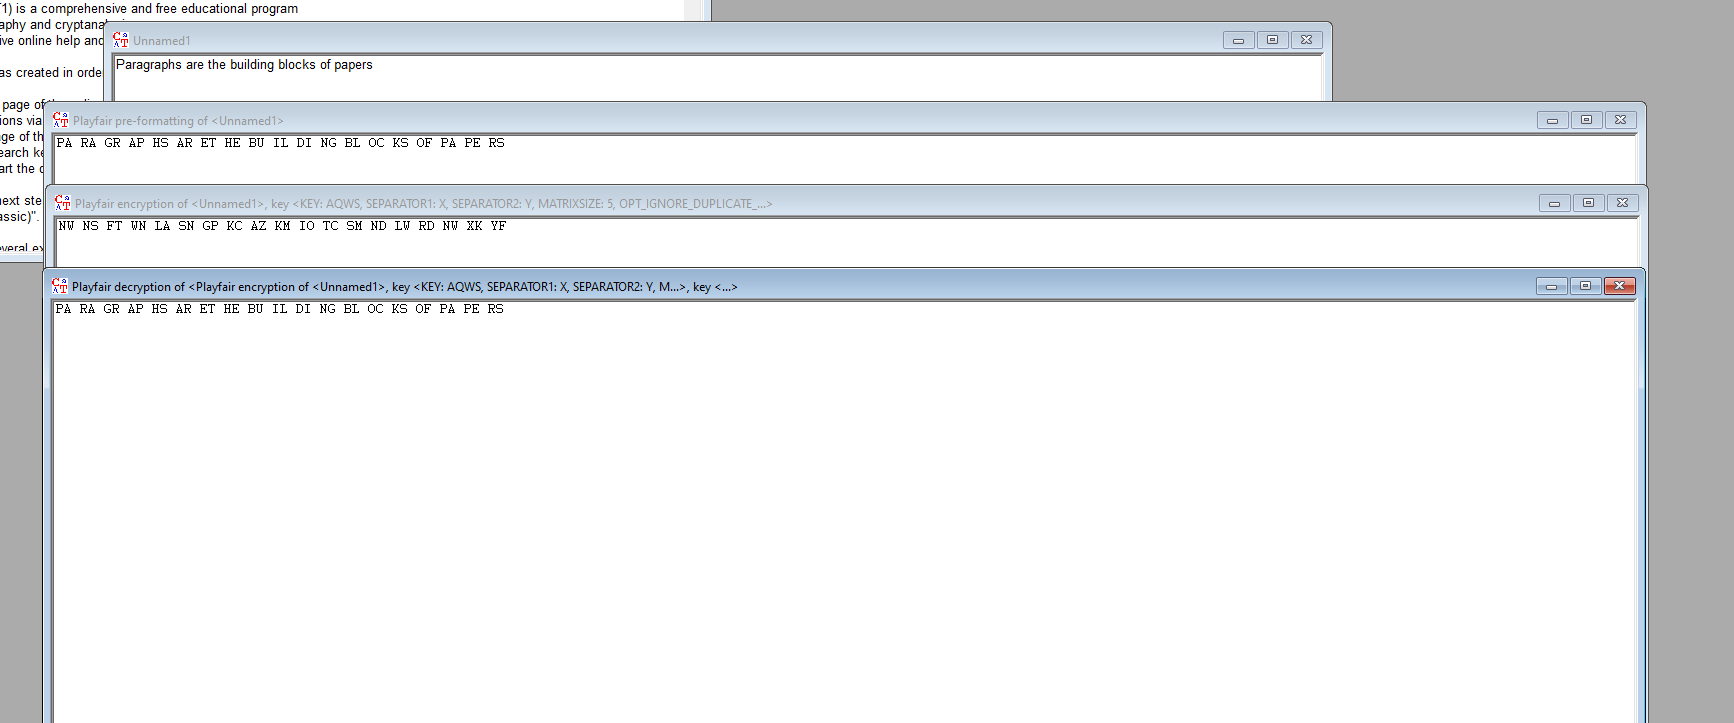 1) is a comprehensive and free educational program
aphy and cryptana
ive online help and
as created in orde
page of
ions via
ge of th
earch ke
art the
next ste
assic)".
everal ex
Unnamed1
Paragraphs are the building blocks of papers
Playfair pre-formatting of <Unnamed1>
PA RA GR AP HS AR ET HE BU IL DI NG BL OC KS OF PA PE RS
Playfair encryption of <Unnamed1>, key <KEY: AQWS, SEPARATOR1: X, SEPARATOR2: Y, MATRIXSIZE: 5, OPT_IGNORE_DUPLICATE_...>
NW NS FT WN LA SN GP KC AZ KM IO TC SM ND LW RD NW XK YF
Playfair decryption of <Playfair encryption of <Unnamed1>, key <KEY: AQWS, SEPARATOR1: X, SEPARATOR2: Y, M...>, key <...>
PA RA GR AP HS AR ET HE BU IL DI NG BL OC KS OF PA PE RS